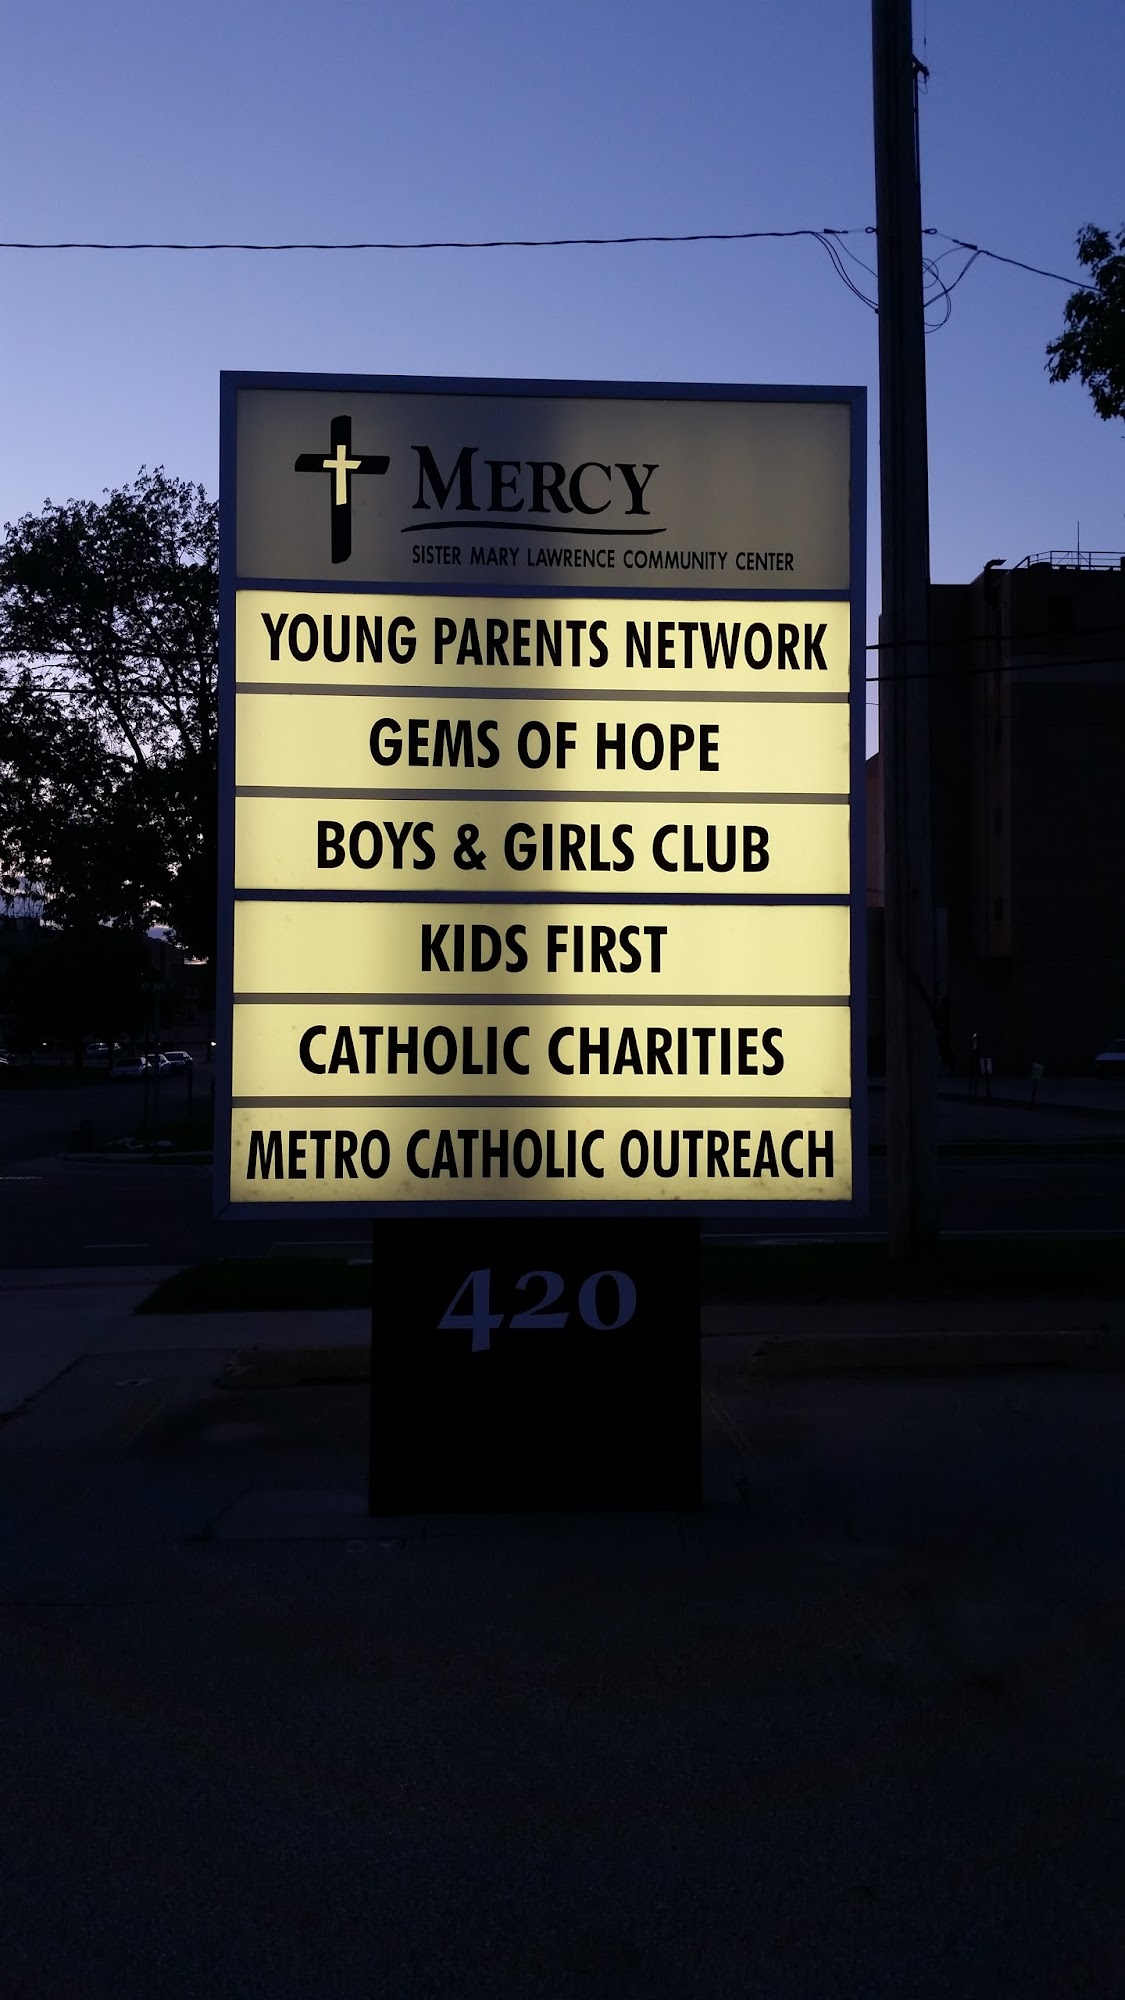 MERCY
SISTER MARY LAWRENCE COMMUNITY CENTER
YOUNG PARENTS NETWORK
GEMS OF HOPE
BOYS & GIRLS CLUB
KIDS FIRST
CATHOLIC CHARITIES
METRO CATHOLIC OUTREACH
420